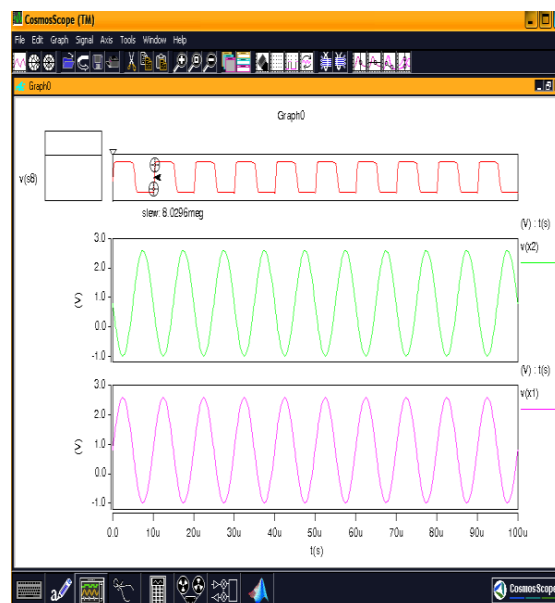 CosmosScope (TM)
File Edit Graph Signal Axis Tools Window Help
Graph0
Graph0
v(s6)
slew: 6.0296meg
(V) : t(s)
v(x2)
3.0
2.0
1.0
0.0
-1.0
(V)
(V) : t(s)
v(x1)
3.0
2.0
1.0
0.0
-1.0
(V)
0.0 10u 20u 30u 40u 50u 60u 70u 80u 90u 100u
t(s)
CosmosScope